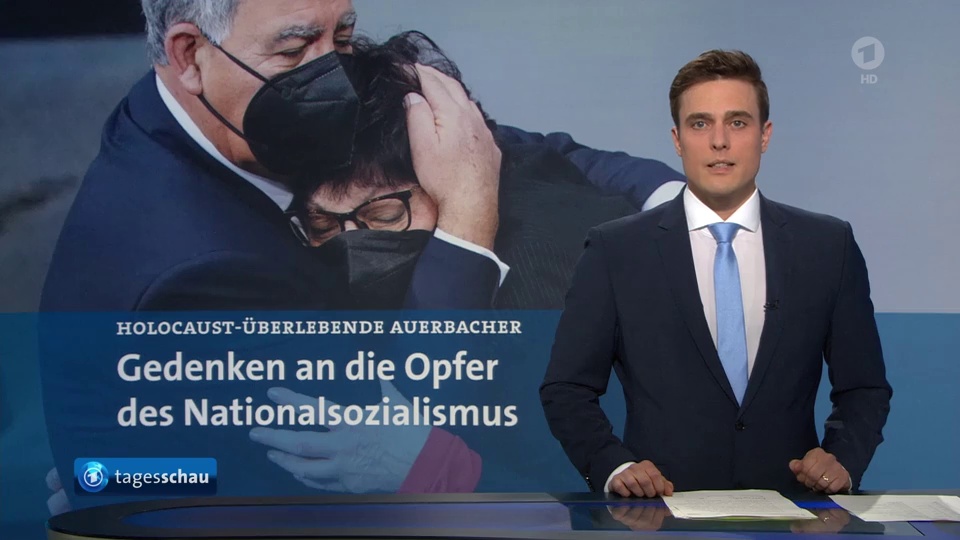 1
HD
HOLOCAUST-ÜBERLEBENDE AUERBACHER
Gedenken an die Opfer
des Nationalsozialismus
tagesschau